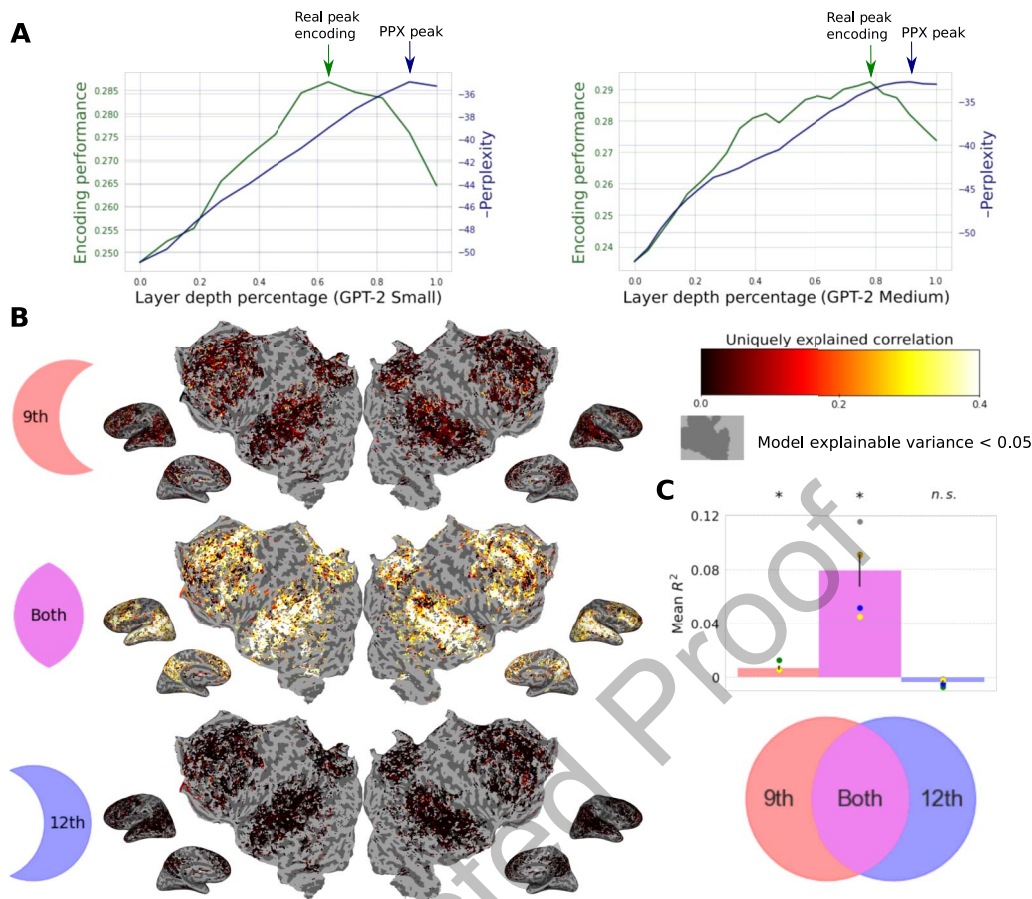 A
Real peak
encoding
PPX peak
Real peak
encoding
PPX peak
Encoding performance
0.285
0.280
0.275
0.270
0.265
0.260
0.255
0.250
−36
−38
−40
−42
−44
−46
−48
−50
−Perplexity
0.0 0.2 0.4 0.6 0.8 1.0
Layer depth percentage (GPT-2 Small)
Encoding performance
0.29
0.28
0.27
0.26
0.25
0.24
−35
−40
−45
−50
−Perplexity
0.0 0.2 0.4 0.6 0.8 1.0
Layer depth percentage (GPT-2 Medium)
B
9th
Both
12th
Uniquely explained correlation
0.0 0.2 0.4
Model explainable variance < 0.05
C
* * n.s.
Mean R²
0.12
0.08
0.04
0
9th Both 12th
ted Proof